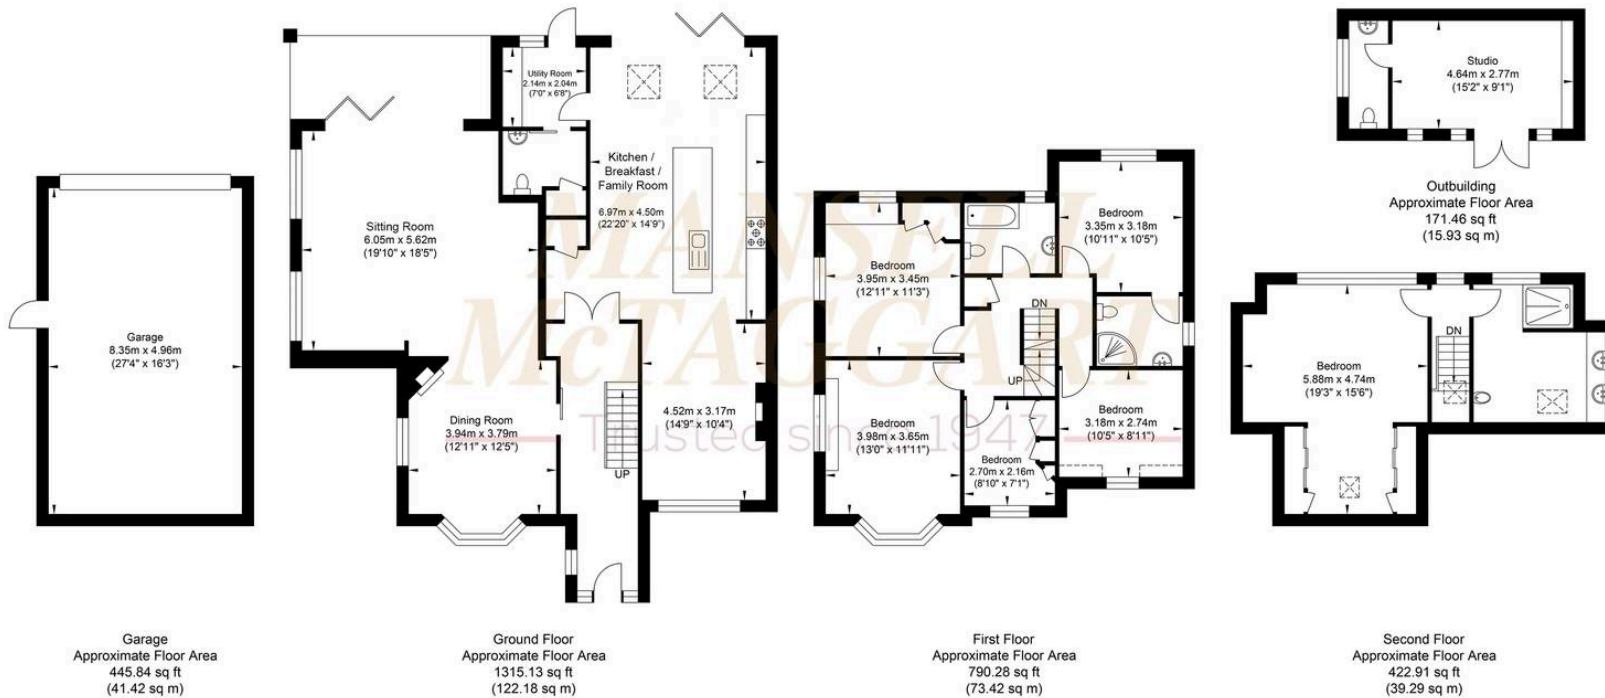 Garage
8.35m x 4.96m
(27'4" x 16'3")
Garage
Approximate Floor Area
445.84 sq ft
(41.42 sq m)
Utility Room
2.14m x 2.04m
(7'0" x 6'8")
Kitchen /
Breakfast /
Family Room
6.97m x 4.50m
(22'20" x 14'9")
Sitting Room
6.05m x 5.62m
(19'10" x 18'5")
Dining Room
3.94m x 3.79m
(12'11" x 12'5")
4.52m x 3.17m
(14'9" x 10'4")
UP
Ground Floor
Approximate Floor Area
1315.13 sq ft
(122.18 sq m)
Bedroom
3.35m x 3.18m
(10'11" x 10'5")
Bedroom
3.95m x 3.45m
(12'11" x 11'3")
DN
UP
Bedroom
3.98m x 3.65m
(13'0" x 11'11")
Bedroom
3.18m x 2.74m
(10'5" x 8'11")
Bedroom
2.70m x 2.16m
(8'10" x 7'1")
First Floor
Approximate Floor Area
790.28 sq ft
(73.42 sq m)
Studio
4.64m x 2.77m
(15'2" x 9'1")
Outbuilding
Approximate Floor Area
171.46 sq ft
(15.93 sq m)
DN
Bedroom
5.88m x 4.74m
(19'3" x 15'6")
Second Floor
Approximate Floor Area
422.91 sq ft
(39.29 sq m)
MANSELL
McTAGGART
Trusted since 1947